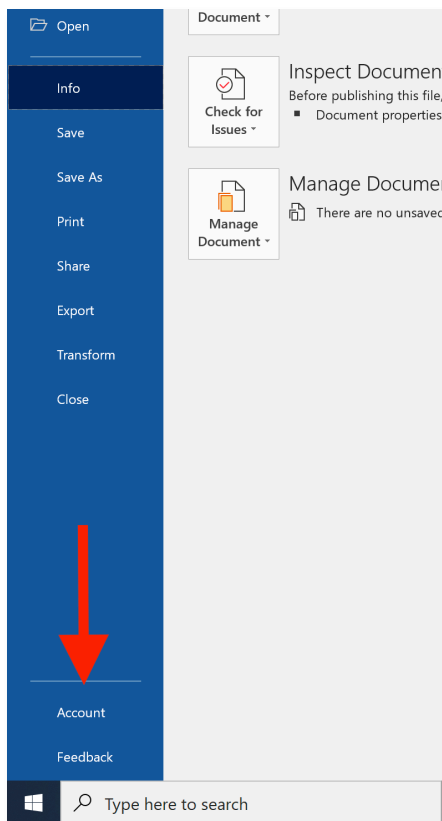 Open
Info
Save
Save As
Print
Share
Export
Transform
Close
Account
Feedback
Document
Check for
Issues
Inspect Documen
Before publishing this file,
Document properties
Manage
Document
Manage Documen
There are no unsaved
Type here to search